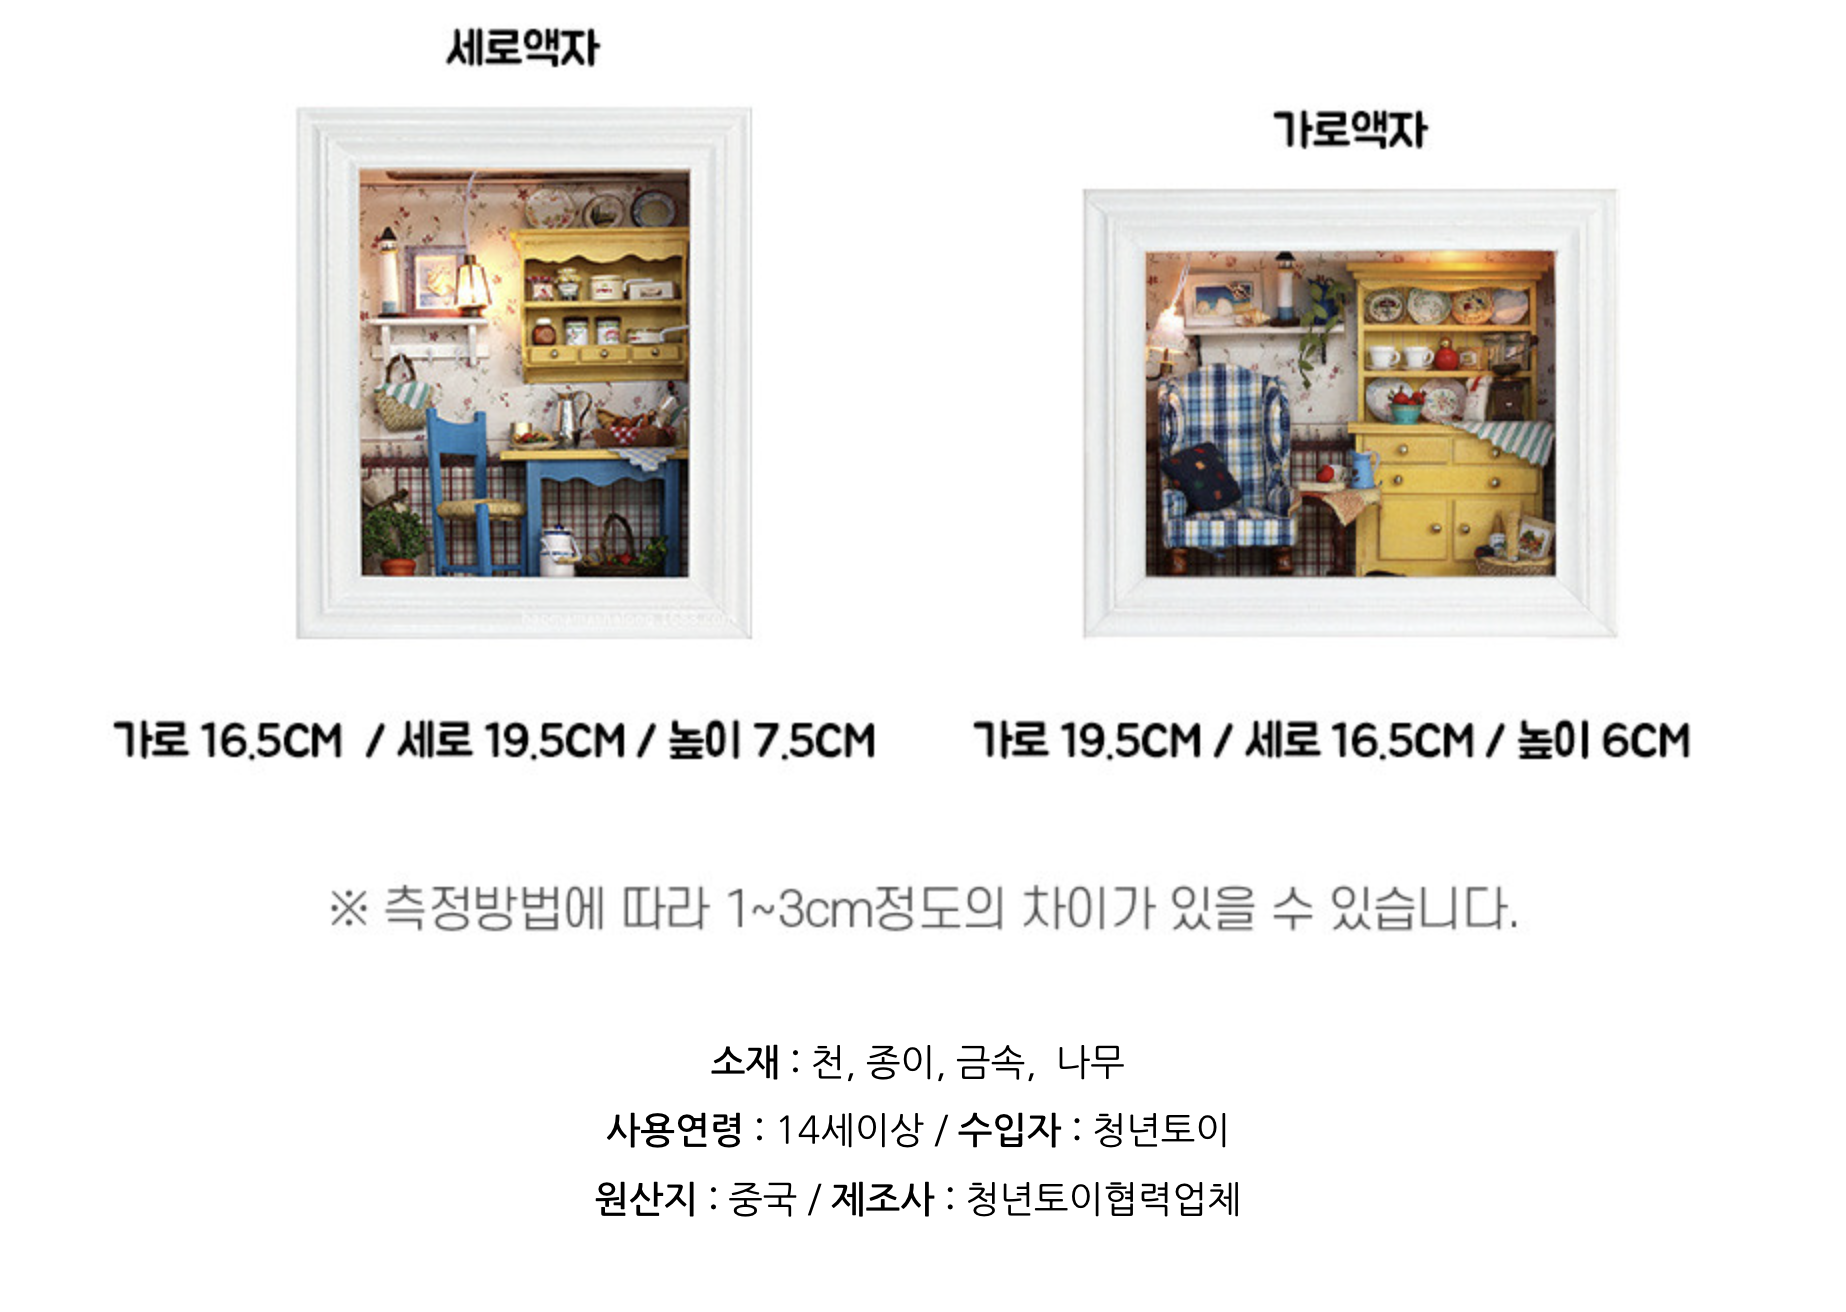 세로액자
가로액자
가로 16.5CM / 세로 19.5CM / 높이 7.5CM
가로 19.5CM / 세로 16.5CM / 높이 6CM
※ 측정방법에 따라 1~3cm정도의 차이가 있을 수 있습니다.
소재 : 천, 종이, 금속, 나무
사용연령 : 14세이상 / 수입자 : 청년토이
원산지 : 중국 / 제조사 : 청년토이협력업체